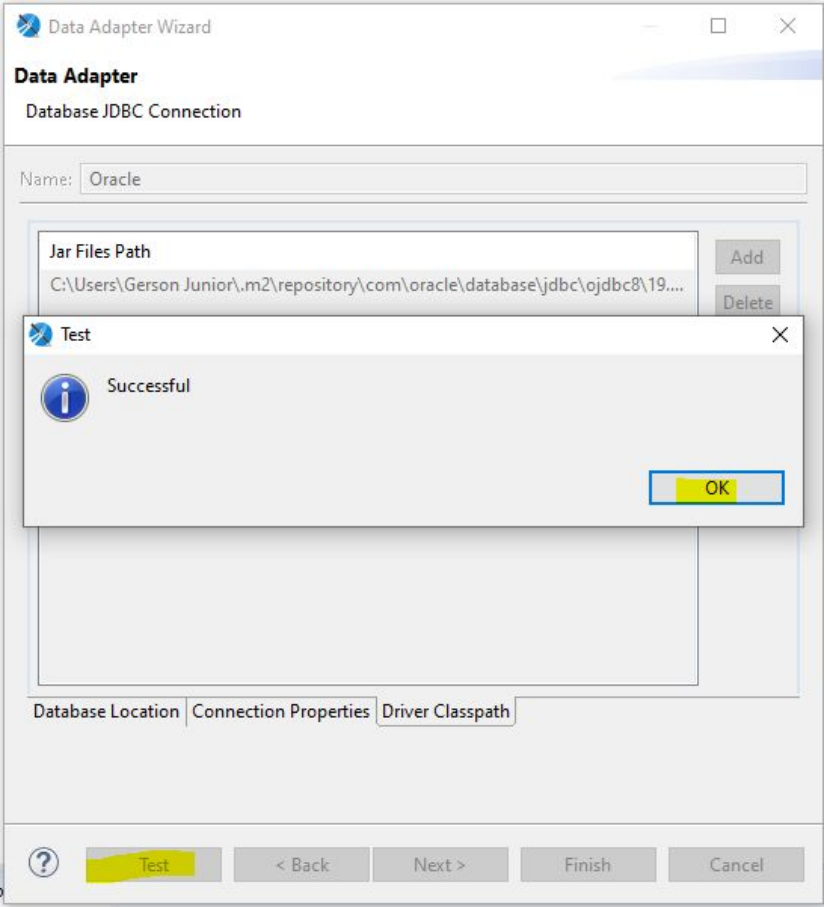 Data Adapter Wizard
Data Adapter
Database JDBC Connection
Name: Oracle
Jar Files Path
Add
C:\Users\Gerson Junior\.m2\repository\com\oracle\database\jdbc\ojdbc8\19....
Delete
Test
Successful
OK
Database Location Connection Properties Driver Classpath
Test < Back Next > Finish Cancel